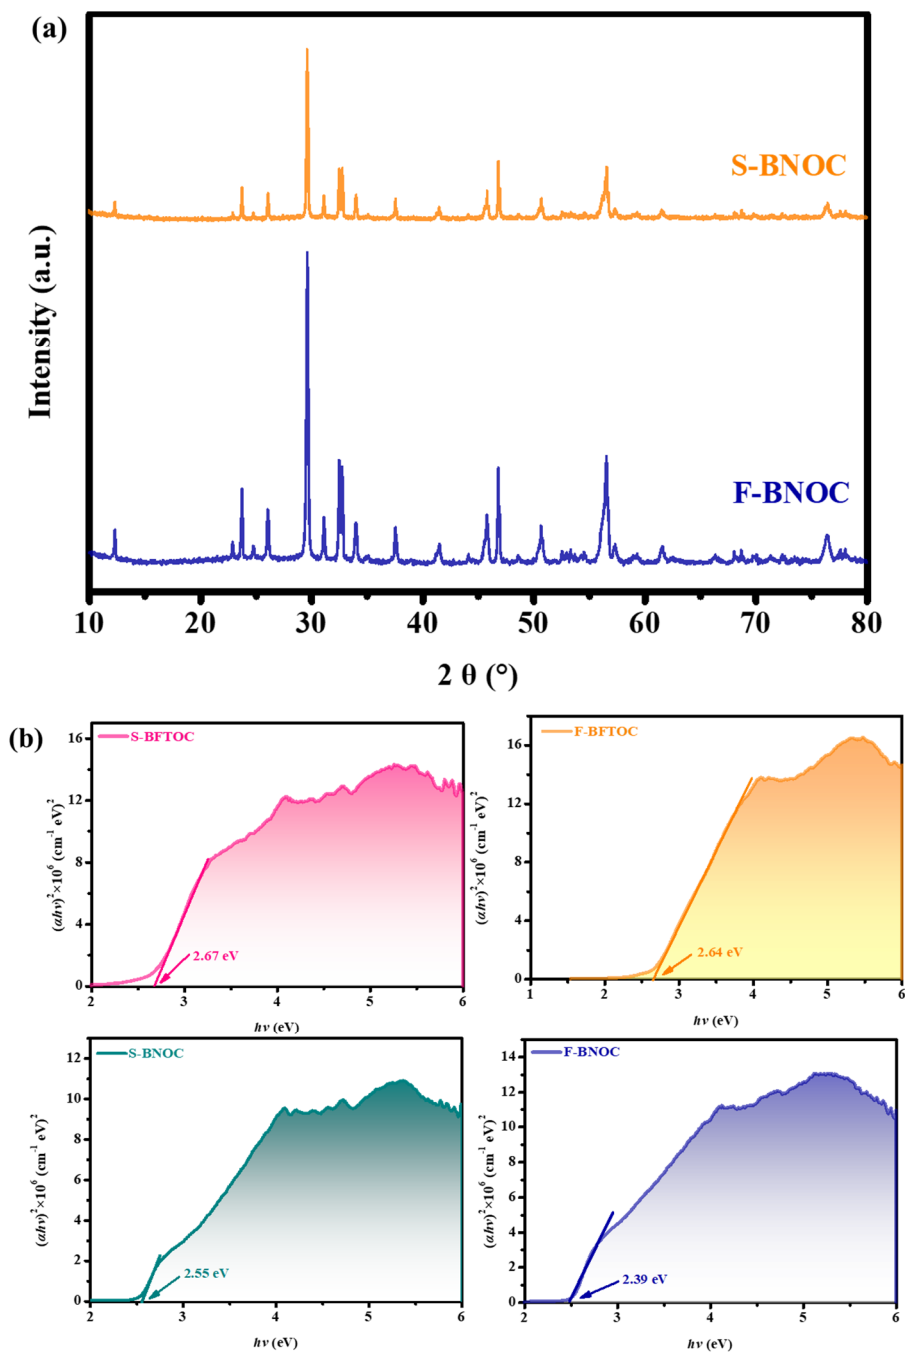 (a)
S-BNOC
F-BNOC
Intensity (a.u.)
10 20 30 40 50 60 70 80
2 θ (°)
(b)
S-BFTOC
16
12
8
4
0
(αhν)²×10⁶ (cm⁻¹ eV)²
2.67 eV
2 3 4 5 6
hν (eV)
F-BFTOC
16
12
8
4
0
(αhν)²×10⁶ (cm⁻¹ eV)²
2.64 eV
1 2 3 4 5 6
hν (eV)
S-BNOC
12
10
8
6
4
2
0
(αhν)²×10⁶ (cm⁻¹ eV)²
2.55 eV
2 3 4 5 6
hν (eV)
F-BNOC
14
12
10
8
6
4
2
0
(αhν)²×10⁶ (cm⁻¹ eV)²
2.39 eV
2 3 4 5 6
hν (eV)